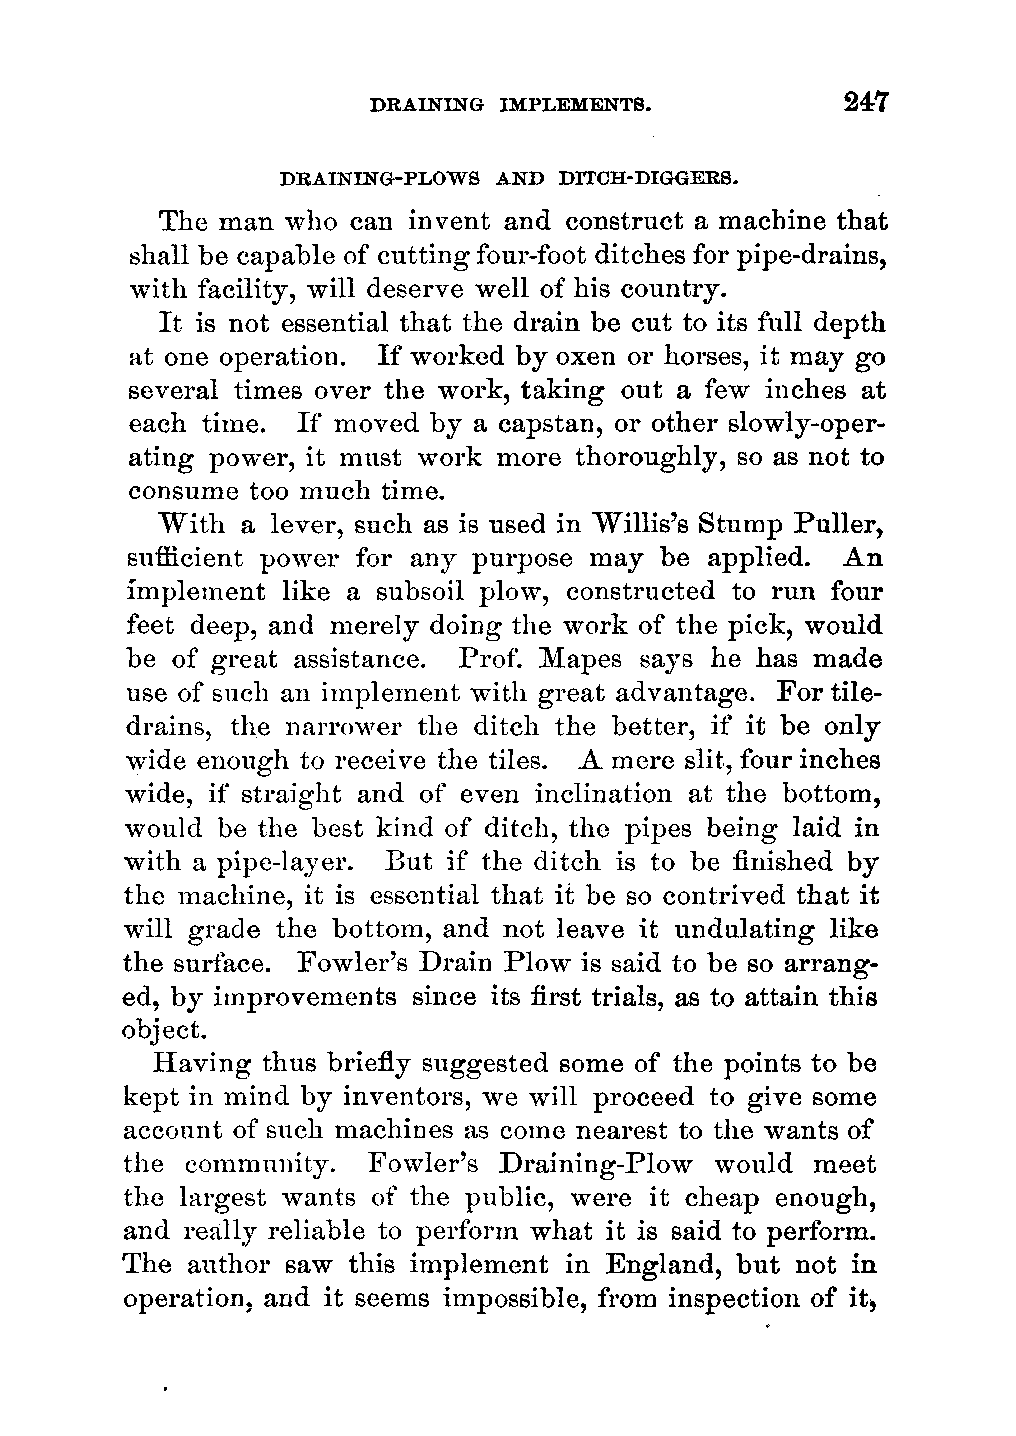 DRAINING IMPLEMENTS. 247
DRAINING-PLOWS AND DITCH-DIGGERS.
The man who can invent and construct a machine that
shall be capable of cutting four-foot ditches for pipe-drains,
with facility, will deserve well of his country.
It is not essential that the drain be cut to its full depth
at one operation. If worked by oxen or horses, it may go
several times over the work, taking out a few inches at
each time. If moved by a capstan, or other slowly-oper-
ating power, it must work more thoroughly, so as not to
consume too much time.
With a lever, such as is used in Willis's Stump Puller,
sufficient power for any purpose may be applied. An
implement like a subsoil plow, constructed to run four
feet deep, and merely doing the work of the pick, would
be of great assistance. Prof. Mapes says he has made
use of such an implement with great advantage. For tile-
drains, the narrower the ditch the better, if it be only
wide enough to receive the tiles. A mere slit, four inches
wide, if straight and of even inclination at the bottom,
would be the best kind of ditch, the pipes being laid in
with a pipe-layer. But if the ditch is to be finished by
the machine, it is essential that it be so contrived that it
will grade the bottom, and not leave it undulating like
the surface. Fowler's Drain Plow is said to be so arrang-
ed, by improvements since its first trials, as to attain this
object.
Having thus briefly suggested some of the points to be
kept in mind by inventors, we will proceed to give some
account of such machines as come nearest to the wants of
the community. Fowler's Draining-Plow would meet
the largest wants of the public, were it cheap enough,
and really reliable to perform what it is said to perform.
The author saw this implement in England, but not in
operation, and it seems impossible, from inspection of it,